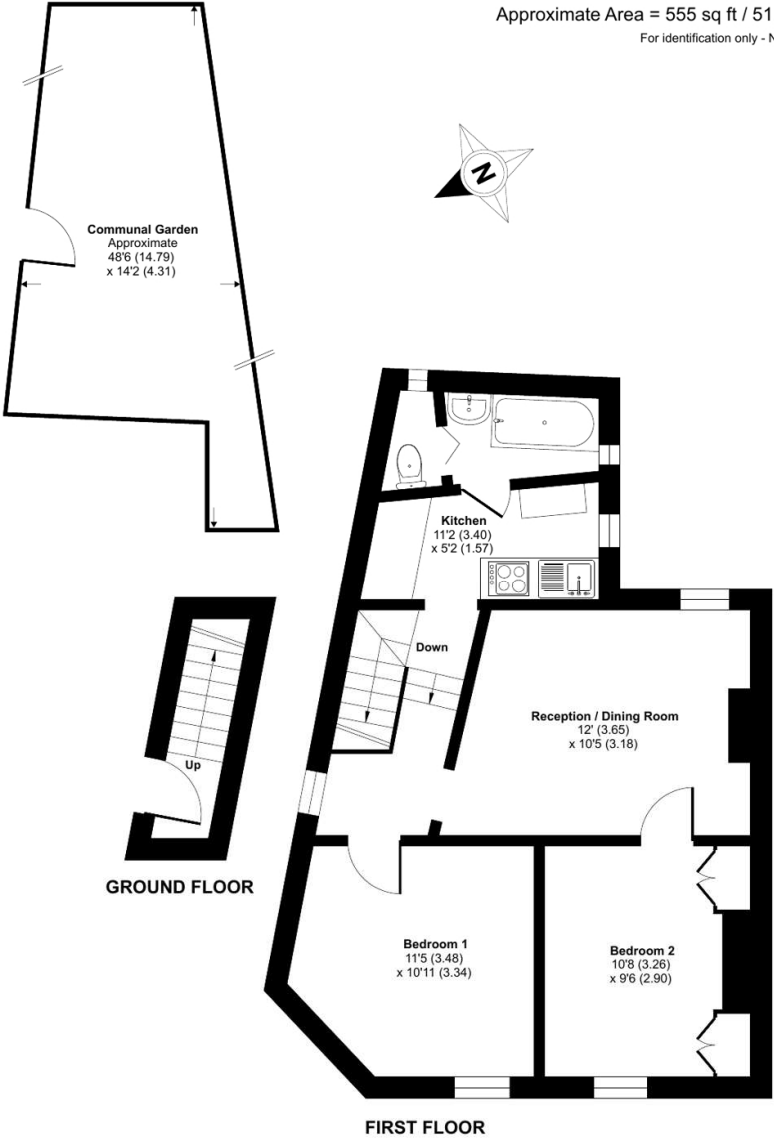 Approximate Area = 555 sq ft / 51
For identification only - N
N
Communal Garden
Approximate
48'6 (14.79)
x 14'2 (4.31)
Kitchen
11'2 (3.40)
x 5'2 (1.57)
Down
Reception / Dining Room
12' (3.65)
x 10'5 (3.18)
Up
GROUND FLOOR
Bedroom 1
11'5 (3.48)
x 10'11 (3.34)
Bedroom 2
10'8 (3.26)
x 9'6 (2.90)
FIRST FLOOR